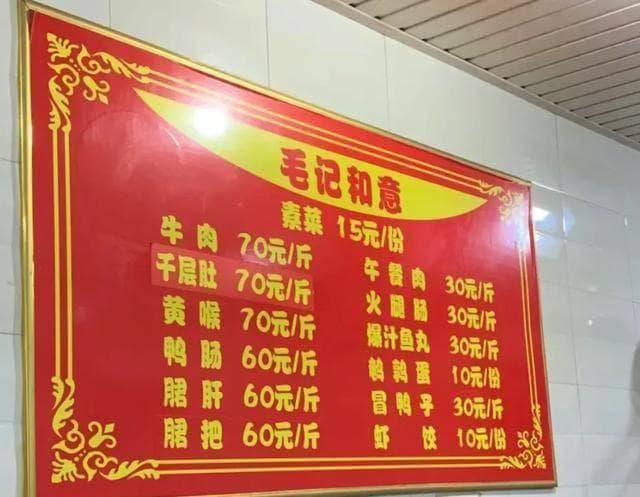 毛记和意
素菜 15元/份
牛肉 70元/斤
千层肚 70元/斤
黄喉 70元/斤
鸭肠 60元/斤
䐃肝 60元/斤
䐃把 60元/斤
午餐肉 30元/斤
火腿肠 30元/斤
爆汁鱼丸 30元/斤
鹌鹑蛋 10元/份
冒鸭子 30元/斤
虾饺 10元/份